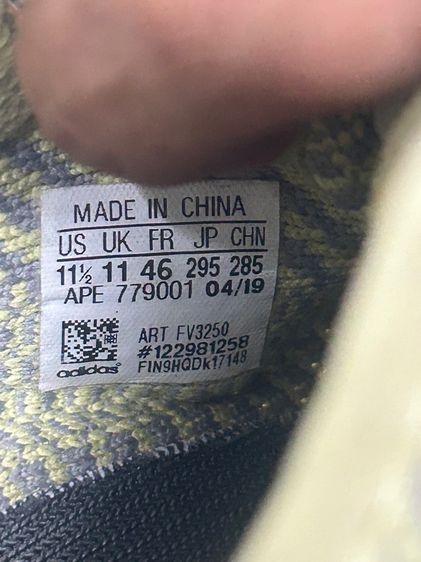 MADE IN CHINA
US UK FR JP CHN
11½ 11 46 295 285
APE 779001 04/19
ART FV3250
#122981258
FIN9HQDk17148
adidas